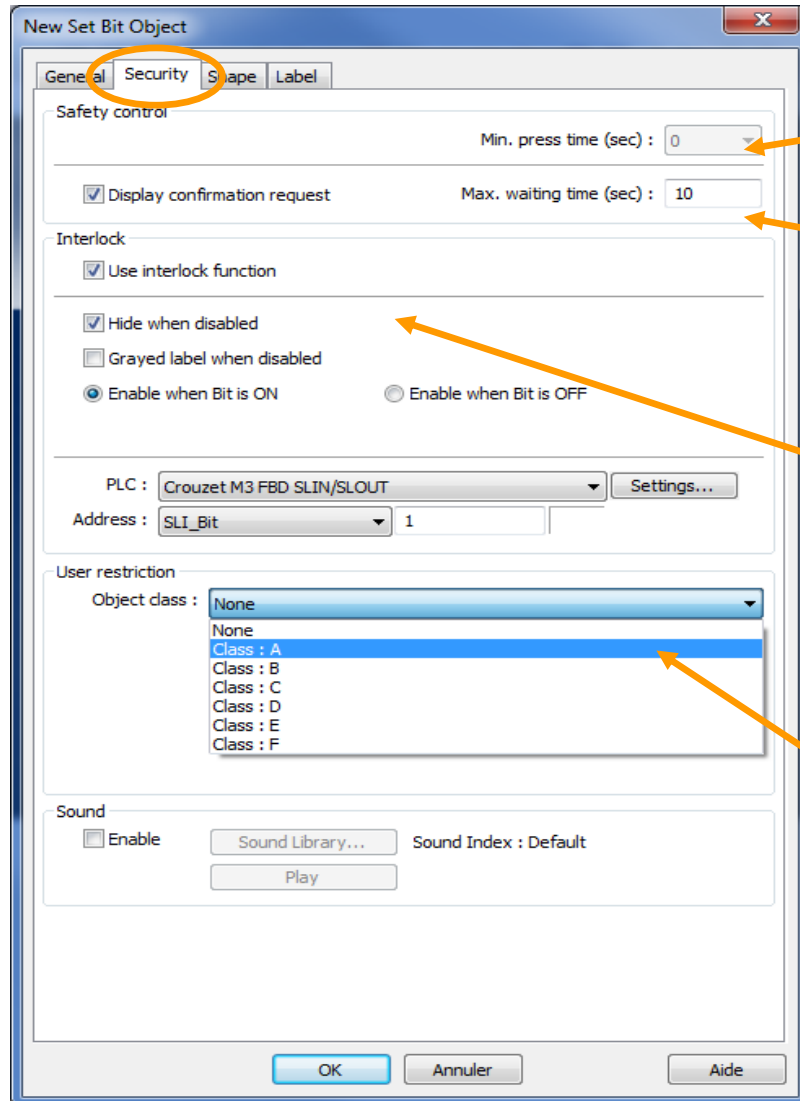 New Set Bit Object
General Security Shape Label
Safety control
Min. press time (sec) : 0
Display confirmation request Max. waiting time (sec) : 10
Interlock
Use interlock function
Hide when disabled
Grayed label when disabled
Enable when Bit is ON Enable when Bit is OFF
PLC : Crouzet M3 FBD SLIN/SLOUT Settings...
Address : SLI_Bit 1
User restriction
Object class : None
None
Class : A
Class : B
Class : C
Class : D
Class : E
Class : F
Sound
Enable Sound Library... Sound Index : Default
Play
OK Annuler Aide